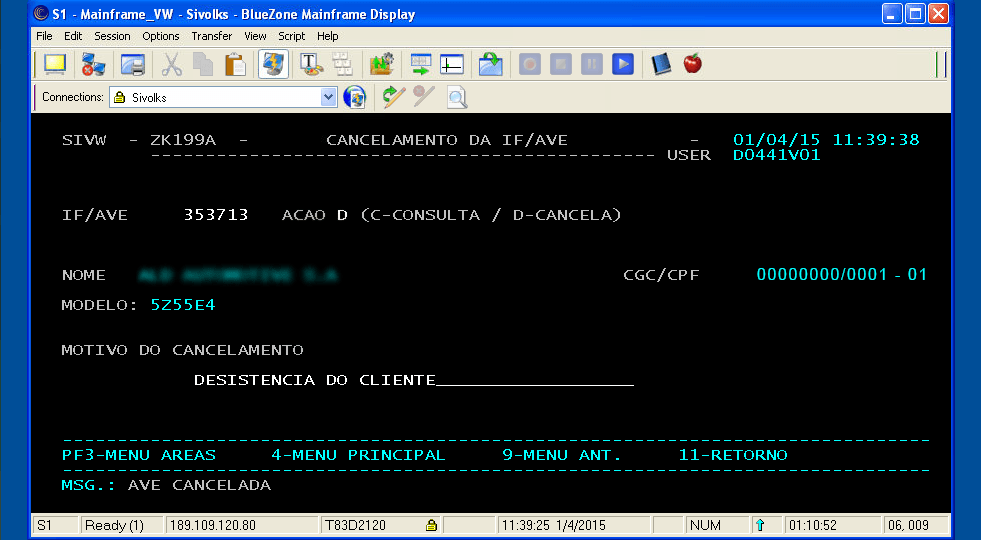 S1 - Mainframe_VW - Sivolks - BlueZone Mainframe Display
File Edit Session Options Transfer View Script Help
Connections: Sivolks
SIVW - ZK199A - CANCELAMENTO DA IF/AVE - 01/04/15 11:39:38
---------------------------------------------- USER D0441V01
IF/AVE 353713 ACAO D (C-CONSULTA / D-CANCELA)
NOME CGC/CPF 00000000/0001 - 01
MODELO: 5Z55E4
MOTIVO DO CANCELAMENTO
DESISTENCIA DO CLIENTE__________________
-------------------------------------------------------------------------------
PF3-MENU AREAS 4-MENU PRINCIPAL 9-MENU ANT. 11-RETORNO
-------------------------------------------------------------------------------
MSG.: AVE CANCELADA
S1 Ready (1) 189.109.120.80 T83D2120 11:39:25 1/4/2015 NUM 01:10:52 06, 009